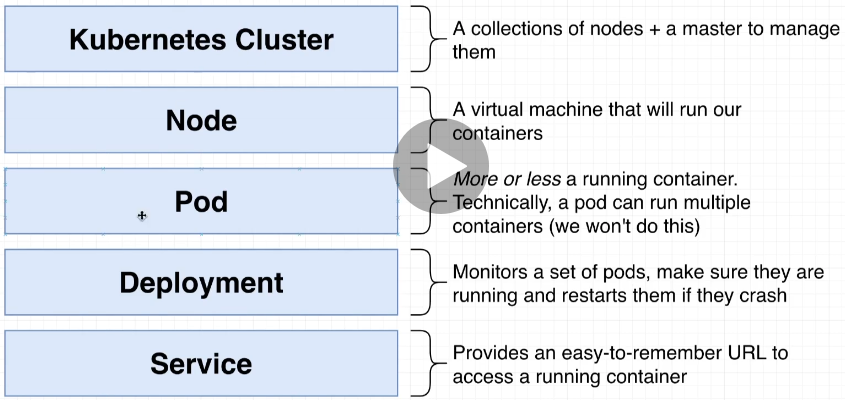 Kubernetes Cluster
A collections of nodes + a master to manage
them
Node
A virtual machine that will run our
containers
Pod
More or less a running container.
Technically, a pod can run multiple
containers (we won't do this)
Deployment
Monitors a set of pods, make sure they are
running and restarts them if they crash
Service
Provides an easy-to-remember URL to
access a running container